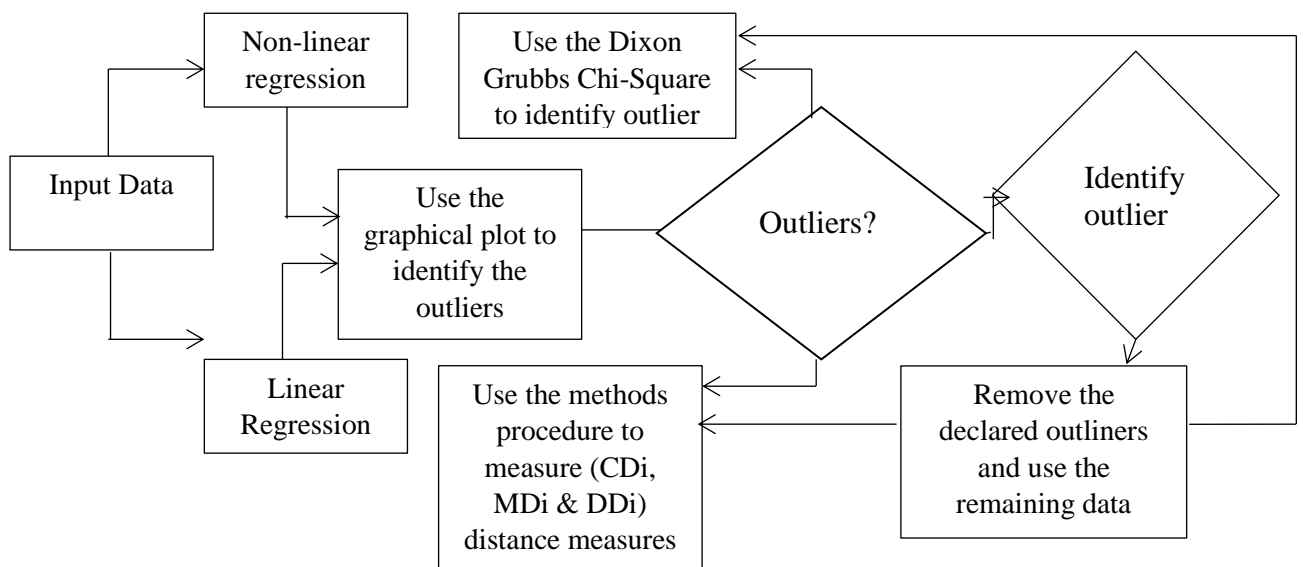 Non-linear
regression
Use the Dixon
Grubbs Chi-Square
to identify outlier
Input Data
Use the
graphical plot to
identify the
outliers
Outliers?
Identify
outlier
Linear
Regression
Use the methods
procedure to
measure (CDi,
MDi & DDi)
distance measures
Remove the
declared outliners
and use the
remaining data